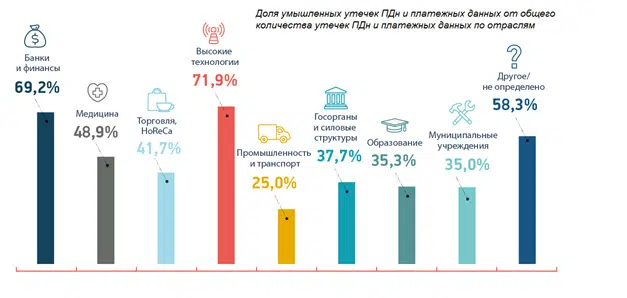 Доля умышленных утечек ПДн и платежных данных от общего
количества утечек ПДн и платежных данных по отраслям
Банки
и финансы
69,2%
Медицина
48,9%
Торговля,
HoReCa
41,7%
Высокие
технологии
71,9%
Промышленность
и транспорт
25,0%
Госорганы
и силовые
структуры
37,7%
Образование
35,3%
Муниципальные
учреждения
35,0%
Другое/
не определено
58,3%